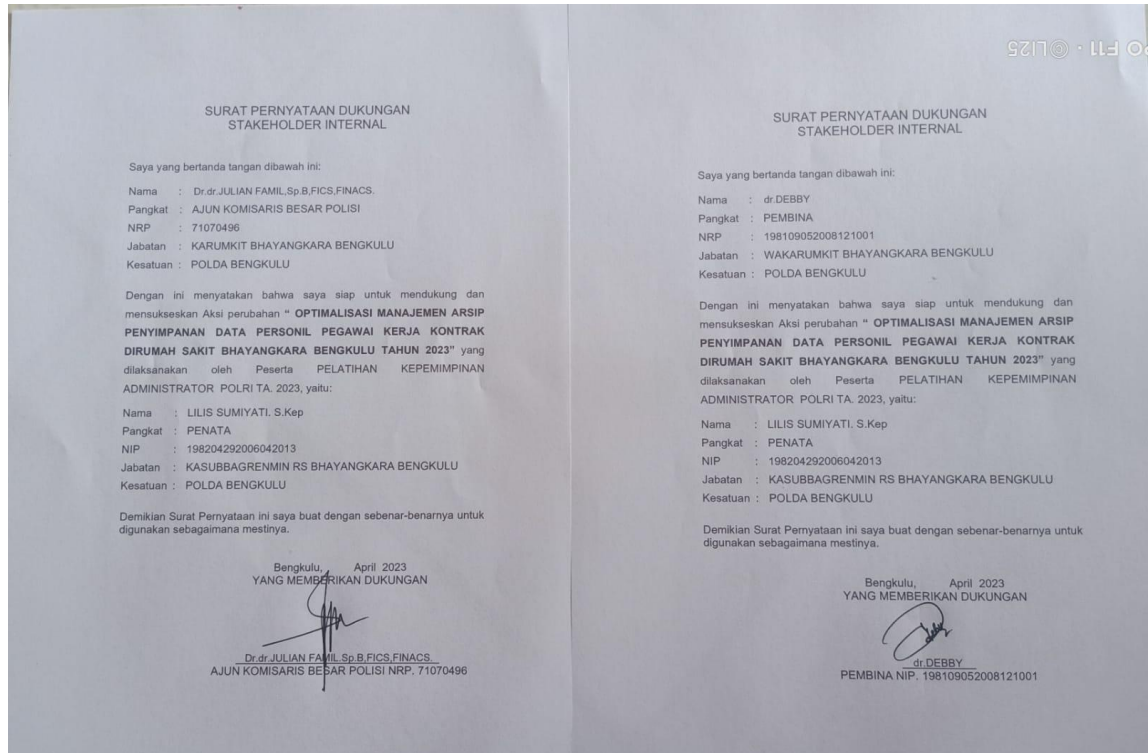 SURAT PERNYATAAN DUKUNGAN
STAKEHOLDER INTERNAL
Saya yang bertanda tangan dibawah ini:
Nama : Dr.dr.JULIAN FAMIL,Sp.B,FICS,FINACS.
Pangkat : AJUN KOMISARIS BESAR POLISI
NRP : 71070496
Jabatan : KARUMKIT BHAYANGKARA BENGKULU
Kesatuan : POLDA BENGKULU
Dengan ini menyatakan bahwa saya siap untuk mendukung dan
mensukseskan Aksi perubahan “ OPTIMALISASI MANAJEMEN ARSIP
PENYIMPANAN DATA PERSONIL PEGAWAI KERJA KONTRAK
DIRUMAH SAKIT BHAYANGKARA BENGKULU TAHUN 2023” yang
dilaksanakan oleh Peserta PELATIHAN KEPEMIMPINAN
ADMINISTRATOR POLRI TA. 2023, yaitu:
Nama : LILIS SUMIYATI. S.Kep
Pangkat : PENATA
NIP : 198204292006042013
Jabatan : KASUBBAGRENMIN RS BHAYANGKARA BENGKULU
Kesatuan : POLDA BENGKULU
Demikian Surat Pernyataan ini saya buat dengan sebenar-benarnya untuk
digunakan sebagaimana mestinya.
Bengkulu, April 2023
YANG MEMBERIKAN DUKUNGAN
Dr.dr.JULIAN FAMIL.Sp.B,FICS,FINACS.
AJUN KOMISARIS BESAR POLISI NRP. 71070496
SURAT PERNYATAAN DUKUNGAN
STAKEHOLDER INTERNAL
Saya yang bertanda tangan dibawah ini:
Nama : dr.DEBBY
Pangkat : PEMBINA
NRP : 198109052008121001
Jabatan : WAKARUMKIT BHAYANGKARA BENGKULU
Kesatuan : POLDA BENGKULU
Dengan ini menyatakan bahwa saya siap untuk mendukung dan
mensukseskan Aksi perubahan “ OPTIMALISASI MANAJEMEN ARSIP
PENYIMPANAN DATA PERSONIL PEGAWAI KERJA KONTRAK
DIRUMAH SAKIT BHAYANGKARA BENGKULU TAHUN 2023” yang
dilaksanakan oleh Peserta PELATIHAN KEPEMIMPINAN
ADMINISTRATOR POLRI TA. 2023, yaitu:
Nama : LILIS SUMIYATI. S.Kep
Pangkat : PENATA
NIP : 198204292006042013
Jabatan : KASUBBAGRENMIN RS BHAYANGKARA BENGKULU
Kesatuan : POLDA BENGKULU
Demikian Surat Pernyataan ini saya buat dengan sebenar-benarnya untuk
digunakan sebagaimana mestinya.
Bengkulu, April 2023
YANG MEMBERIKAN DUKUNGAN
dr.DEBBY
PEMBINA NIP. 198109052008121001